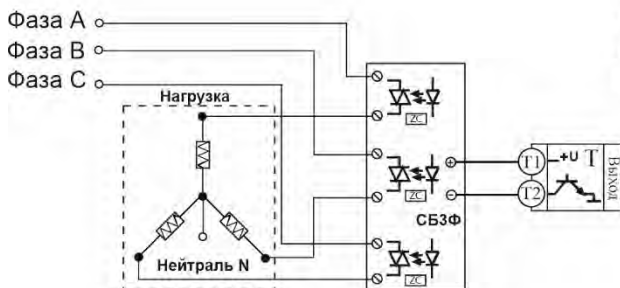 Фаза А
Фаза В
Фаза С
Нагрузка
ZC
ZC
СБ3Ф
ZC
Нейтраль N
+
−
T1
T2
+U T
Выход